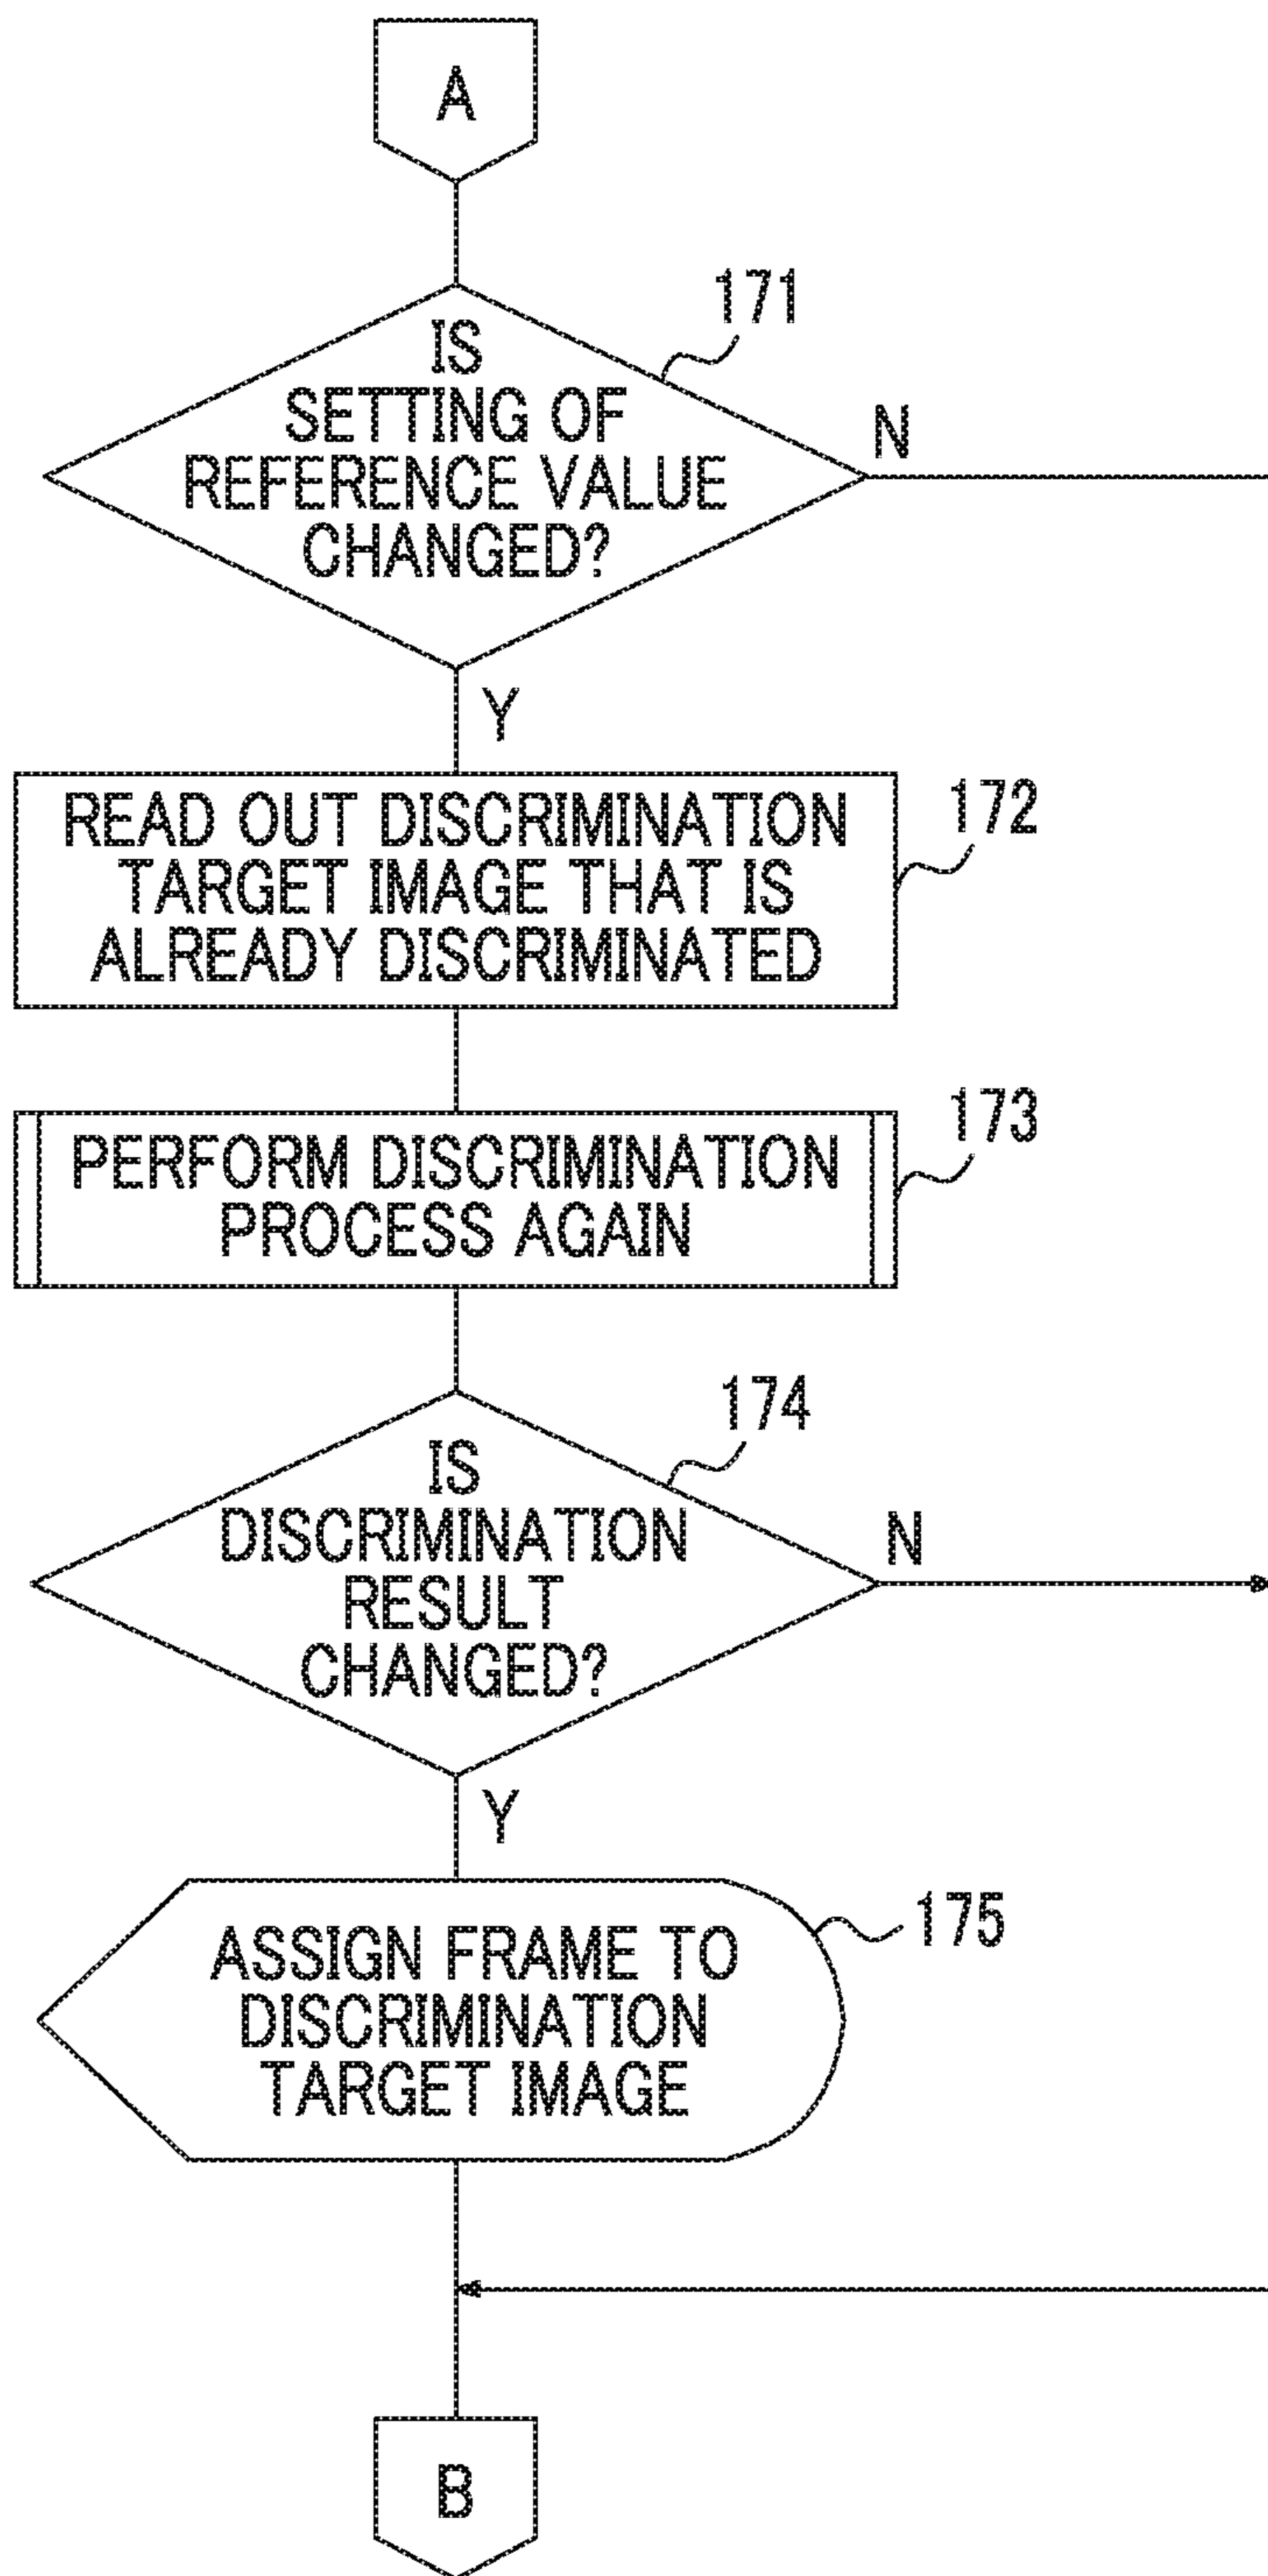 A
171
IS
SETTING OF
REFERENCE VALUE
CHANGED?
N
Y
READ OUT DISCRIMINATION
TARGET IMAGE THAT IS
ALREADY DISCRIMINATED
172
PERFORM DISCRIMINATION
PROCESS AGAIN
173
174
IS
DISCRIMINATION
RESULT
CHANGED?
N
Y
ASSIGN FRAME TO
DISCRIMINATION
TARGET IMAGE
175
B